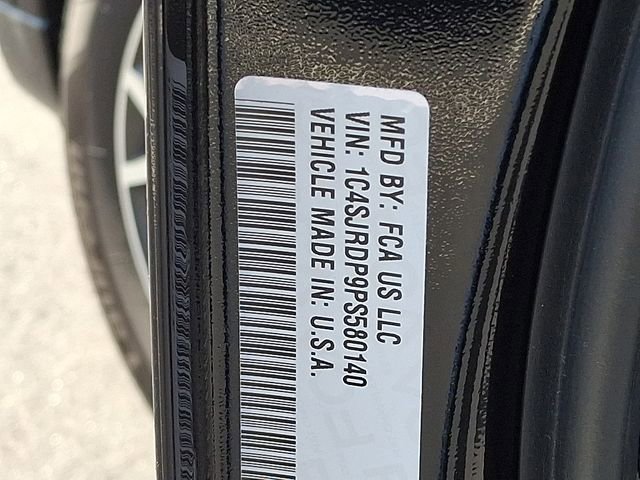 MFD BY: FCA US LLC
VIN: 1C4SJRDP9PS580140
VEHICLE MADE IN: U.S.A.